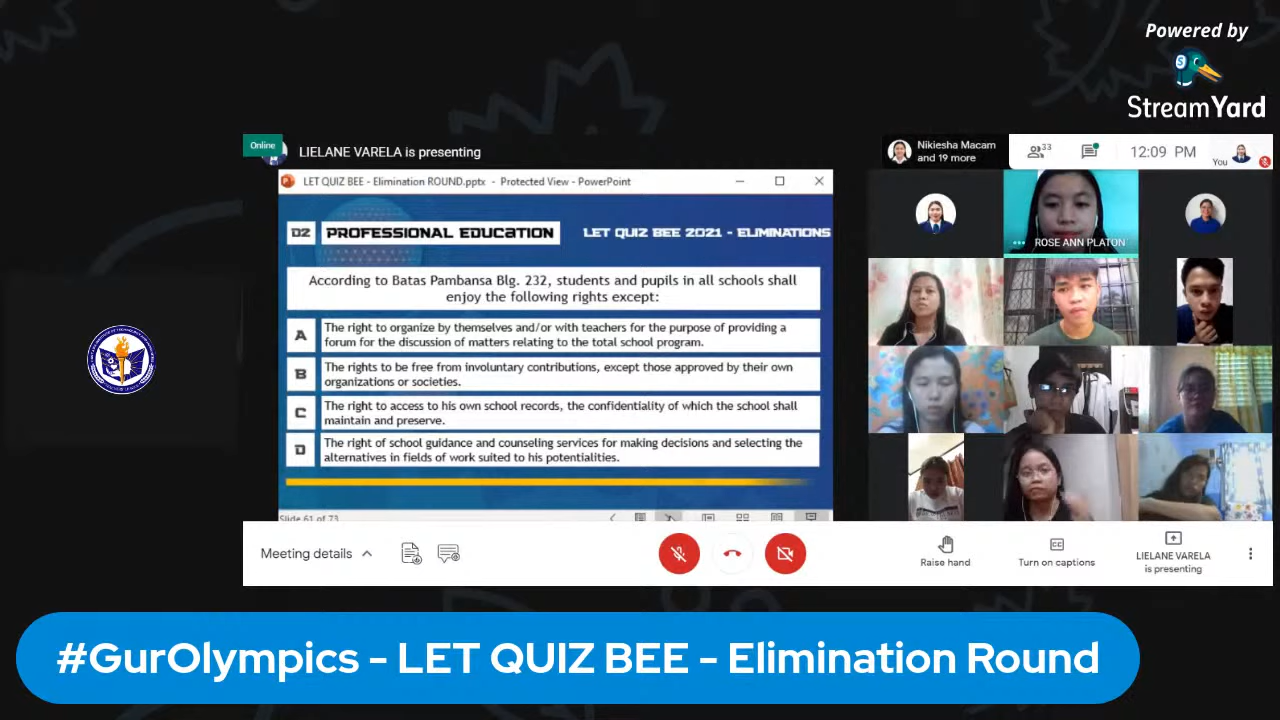 Powered by
StreamYard
Online
LIELANE VARELA is presenting
Nikiesha Macam
and 19 more
33
12:09 PM
You
LET QUIZ BEE - Elimination ROUND.pptx - Protected View - PowerPoint
D2
PROFESSIONAL EDUCATION
LET QUIZ BEE 2021 - ELIMINATIONS
According to Batas Pambansa Blg. 232, students and pupils in all schools shall
enjoy the following rights except:
A
The right to organize by themselves and/or with teachers for the purpose of providing a
forum for the discussion of matters relating to the total school program.
B
The rights to be free from involuntary contributions, except those approved by their own
organizations or societies.
C
The right to access to his own school records, the confidentiality of which the school shall
maintain and preserve.
D
The right of school guidance and counseling services for making decisions and selecting the
alternatives in fields of work suited to his potentialities.
Slide 61 of 73
ROSE ANN PLATON
Meeting details
Raise hand
CC
Turn on captions
LIELANE VARELA
is presenting
#GurOlympics - LET QUIZ BEE - Elimination Round